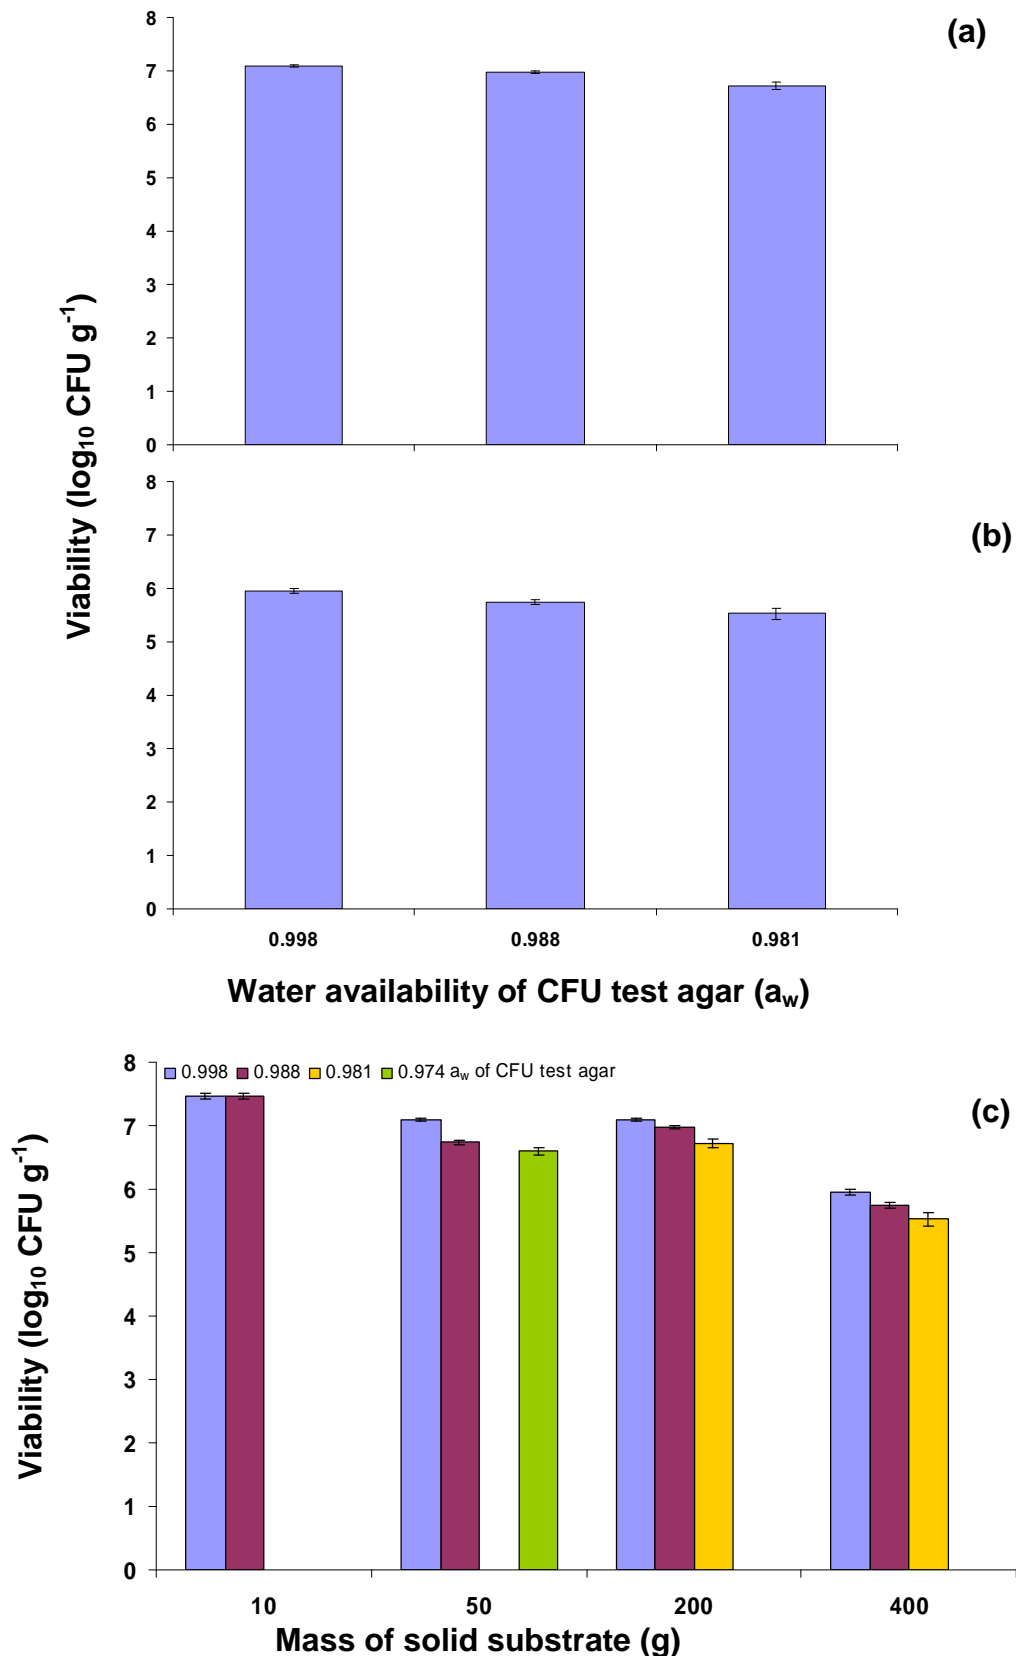 (a)
8
7
6
5
4
3
2
1
0
Viability (log₁₀ CFU g⁻¹)
(b)
8
7
6
5
4
3
2
1
0
0.998 0.988 0.981
Water availability of CFU test agar (a_w)
(c)
8
7
6
5
4
3
2
1
0
0.998 0.988 0.981 0.974 a_w of CFU test agar
Viability (log₁₀ CFU g⁻¹)
10 50 200 400
Mass of solid substrate (g)